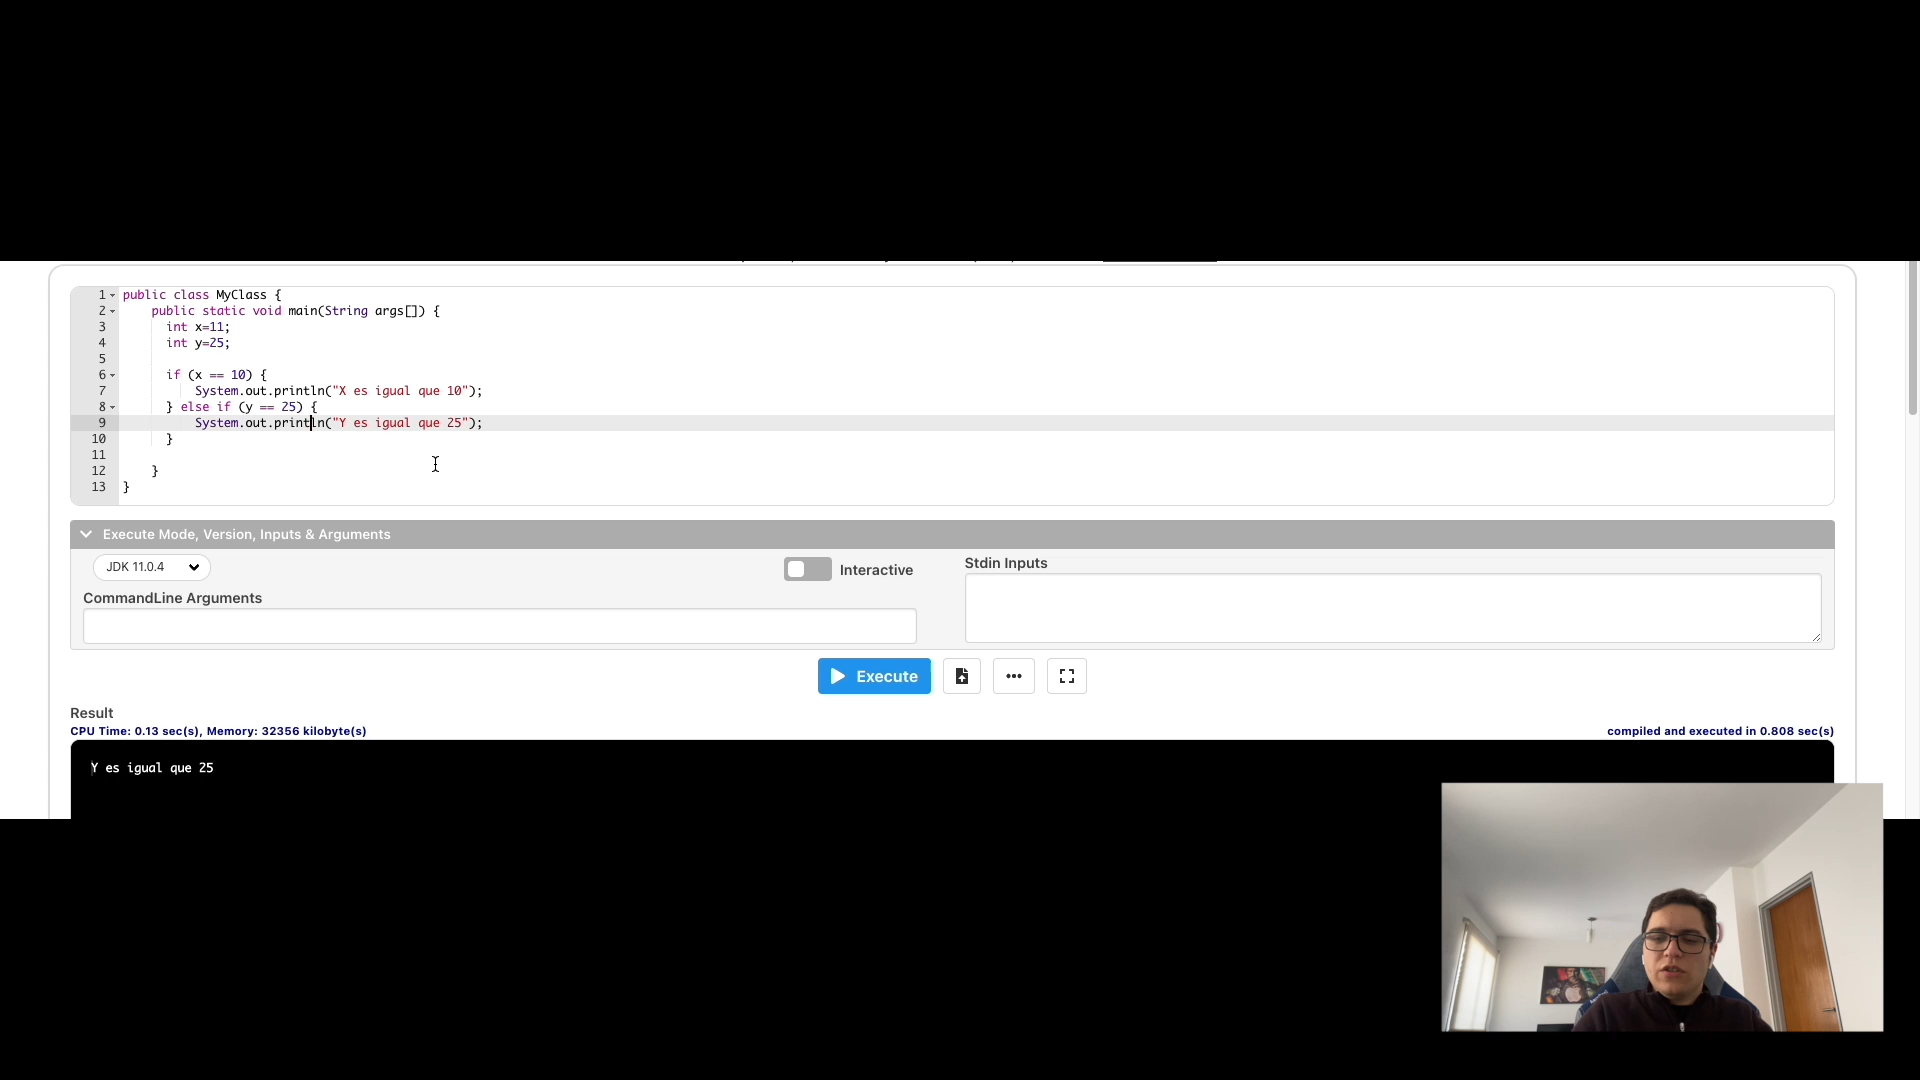 1 public class MyClass {
2 public static void main(String args[]) {
3 int x=11;
4 int y=25;
5
6 if (x == 10) {
7 System.out.println("X es igual que 10");
8 } else if (y == 25) {
9 System.out.println("Y es igual que 25");
10 }
11
12 }
13 }
Execute Mode, Version, Inputs & Arguments
JDK 11.0.4
Interactive
Stdin Inputs
CommandLine Arguments
Execute
Result
CPU Time: 0.13 sec(s), Memory: 32356 kilobyte(s)
compiled and executed in 0.808 sec(s)
Y es igual que 25